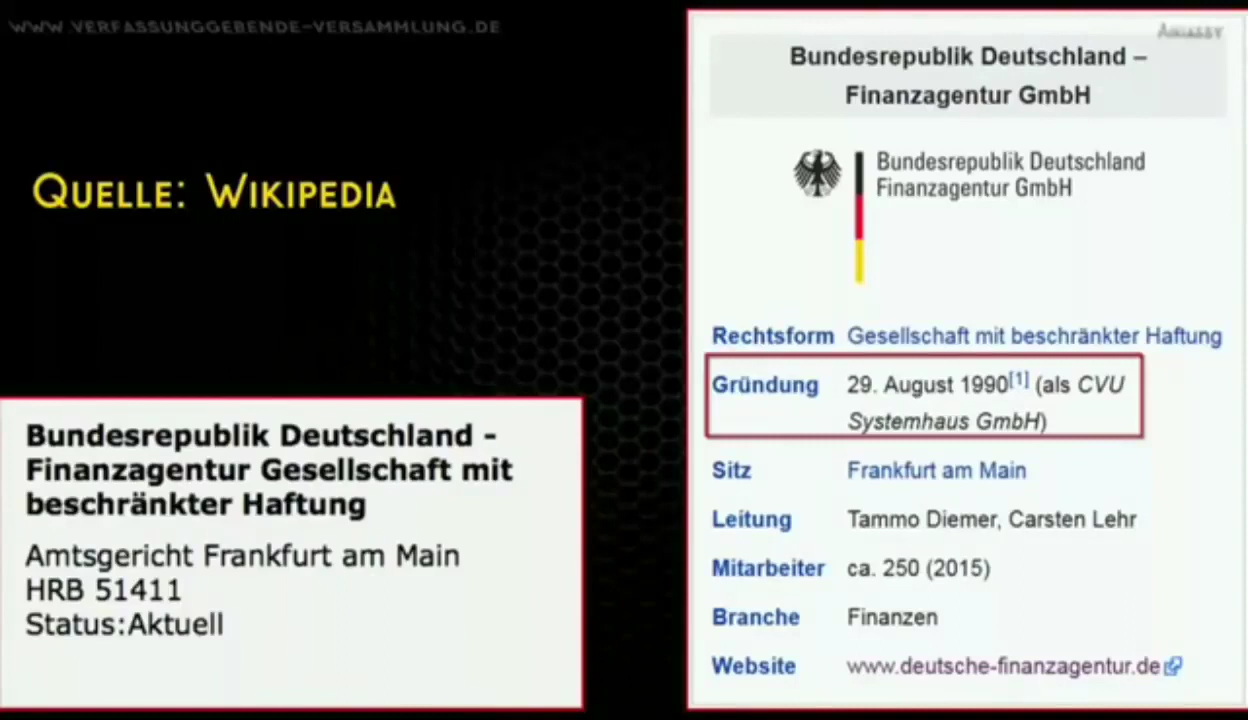 WWW.VERFASSUNGGEBENDE-VERSAMMLUNG.DE
QUELLE: WIKIPEDIA
Bundesrepublik Deutschland -
Finanzagentur Gesellschaft mit
beschränkter Haftung
Amtsgericht Frankfurt am Main
HRB 51411
Status:Aktuell
Bundesrepublik Deutschland –
Finanzagentur GmbH
Bundesrepublik Deutschland
Finanzagentur GmbH
Rechtsform Gesellschaft mit beschränkter Haftung
Gründung 29. August 1990[1] (als CVU
Systemhaus GmbH)
Sitz Frankfurt am Main
Leitung Tammo Diemer, Carsten Lehr
Mitarbeiter ca. 250 (2015)
Branche Finanzen
Website www.deutsche-finanzagentur.de